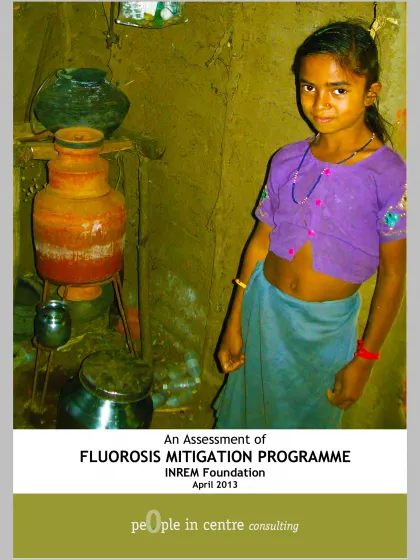 An Assessment of
FLUOROSIS MITIGATION PROGRAMME
INREM Foundation
April 2013
people in centre consulting